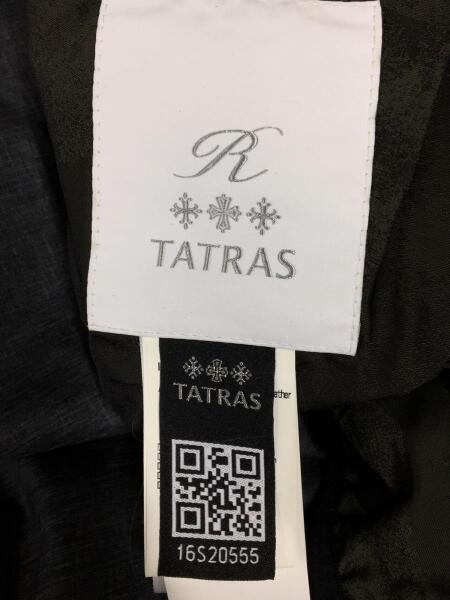 R
TATRAS
TATRAS
ather
16S20555